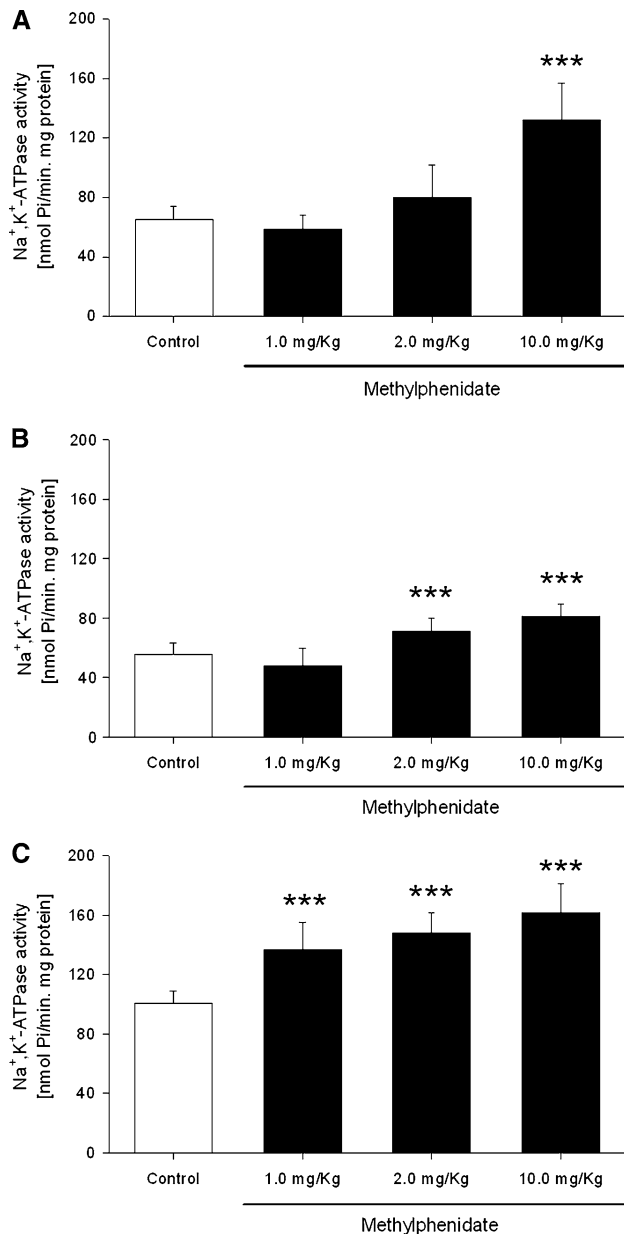 A
Na⁺,K⁺-ATPase activity
[nmol Pi/min. mg protein]
200
160
120
80
40
0
***
Control
1.0 mg/Kg
2.0 mg/Kg
10.0 mg/Kg
Methylphenidate
B
Na⁺,K⁺-ATPase activity
[nmol Pi/min. mg protein]
200
160
120
80
40
0
***
***
Control
1.0 mg/Kg
2.0 mg/Kg
10.0 mg/Kg
Methylphenidate
C
Na⁺,K⁺-ATPase activity
[nmol Pi/min. mg protein]
200
160
120
80
40
0
***
***
***
Control
1.0 mg/Kg
2.0 mg/Kg
10.0 mg/Kg
Methylphenidate